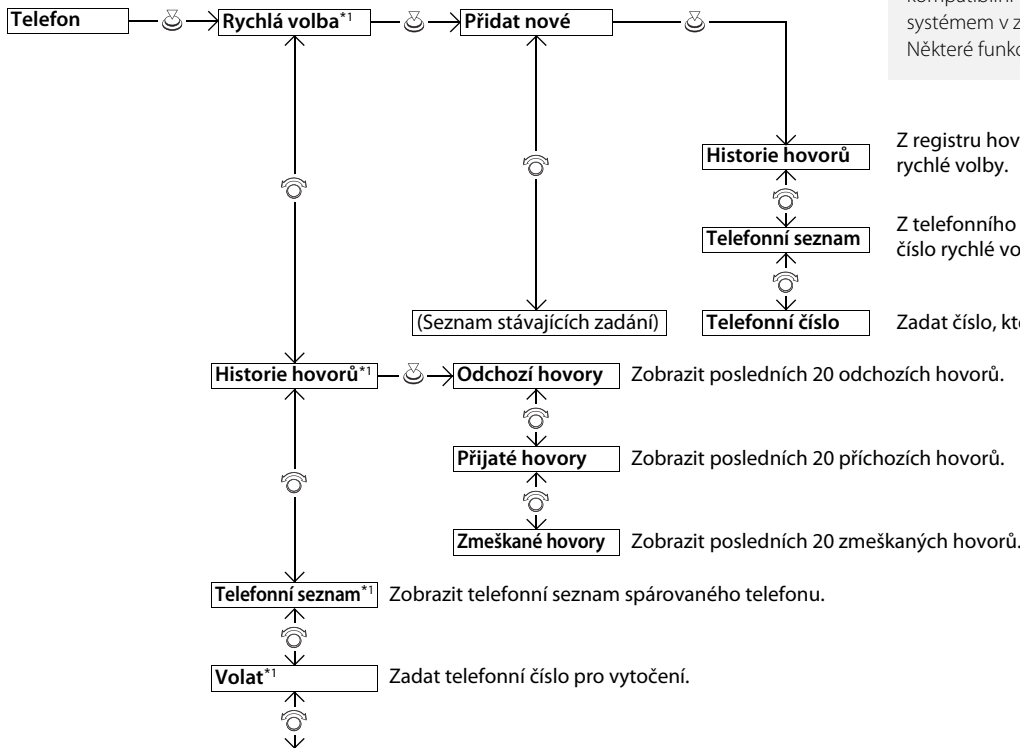 kompatibilní
systémem v z
Některé funkc
Telefon
Rychlá volba*1
Přidat nové
Historie hovorů
Z registru hov
rychlé volby.
Telefonní seznam
Z telefonního
číslo rychlé vo
(Seznam stávajících zadání)
Telefonní číslo
Zadat číslo, kte
Historie hovorů*1
Odchozí hovory
Zobrazit posledních 20 odchozích hovorů.
Přijaté hovory
Zobrazit posledních 20 příchozích hovorů.
Zmeškané hovory
Zobrazit posledních 20 zmeškaných hovorů.
Telefonní seznam*1
Zobrazit telefonní seznam spárovaného telefonu.
Volat*1
Zadat telefonní číslo pro vytočení.